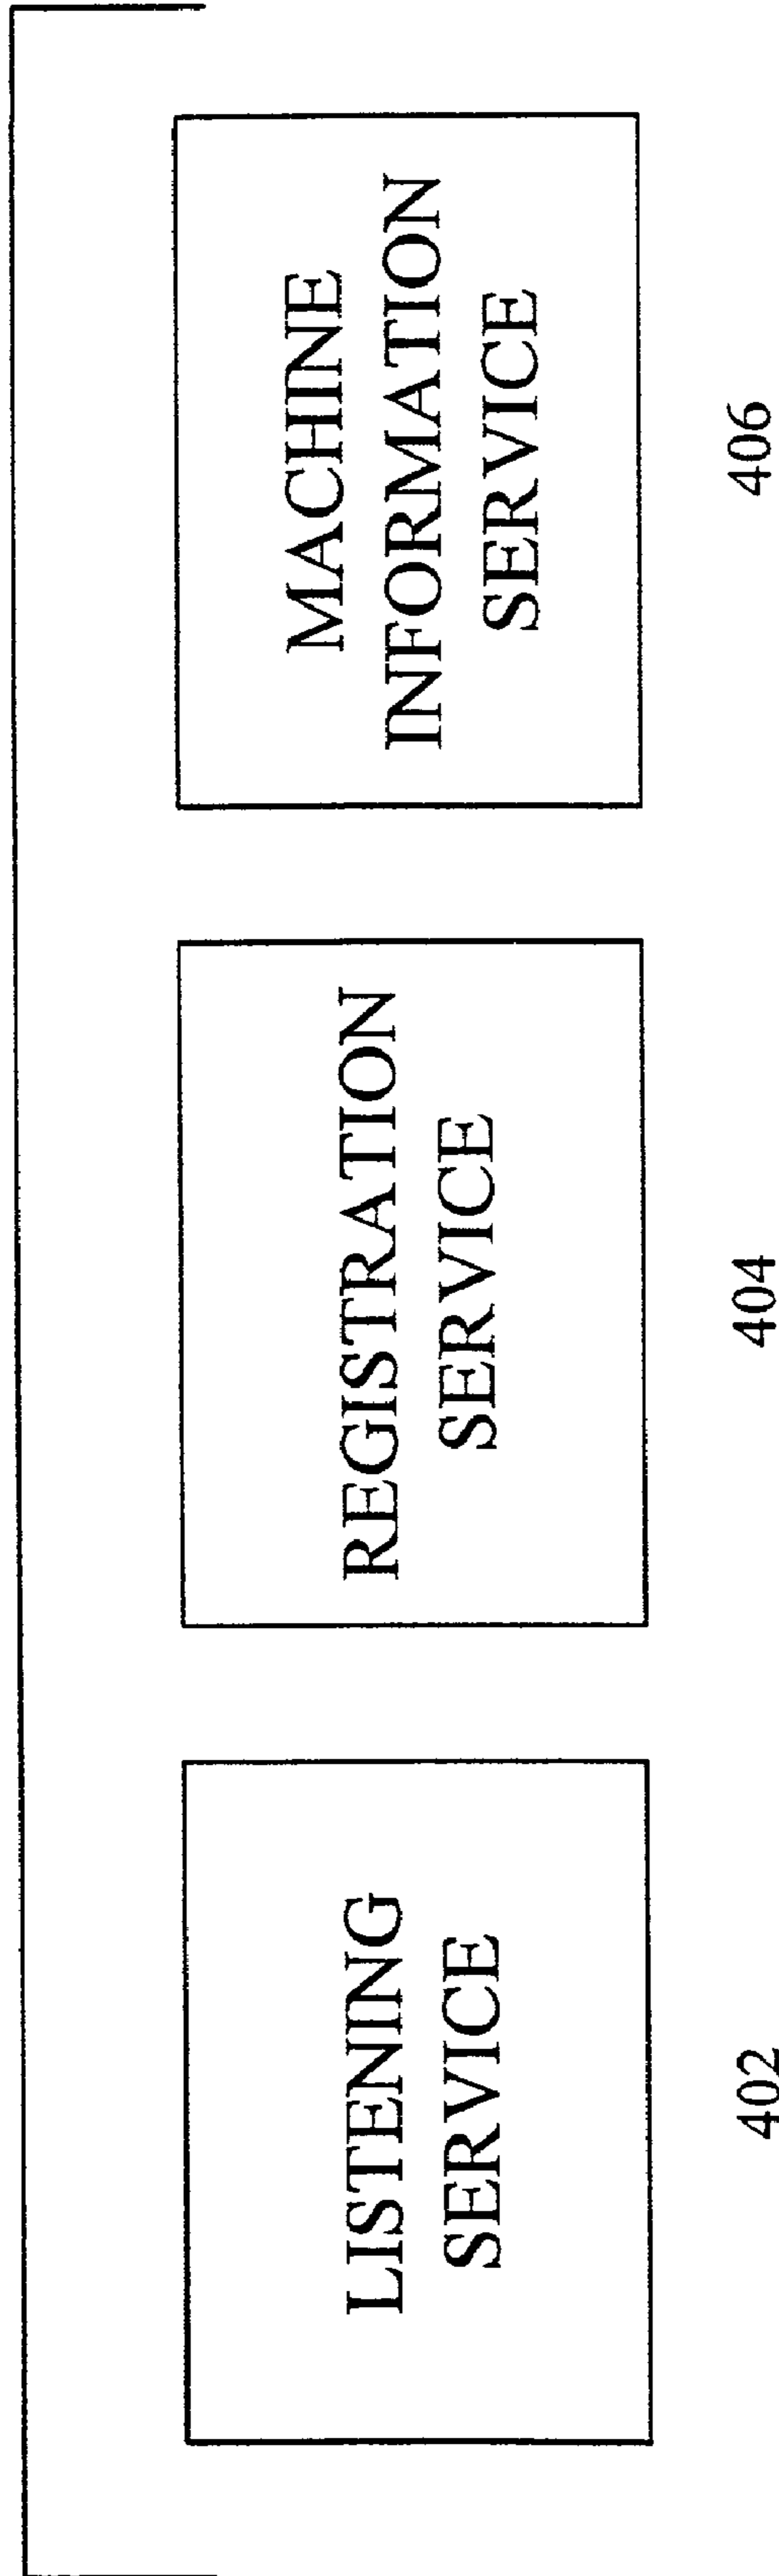 LISTENING
SERVICE
402
REGISTRATION
SERVICE
404
MACHINE
INFORMATION
SERVICE
406